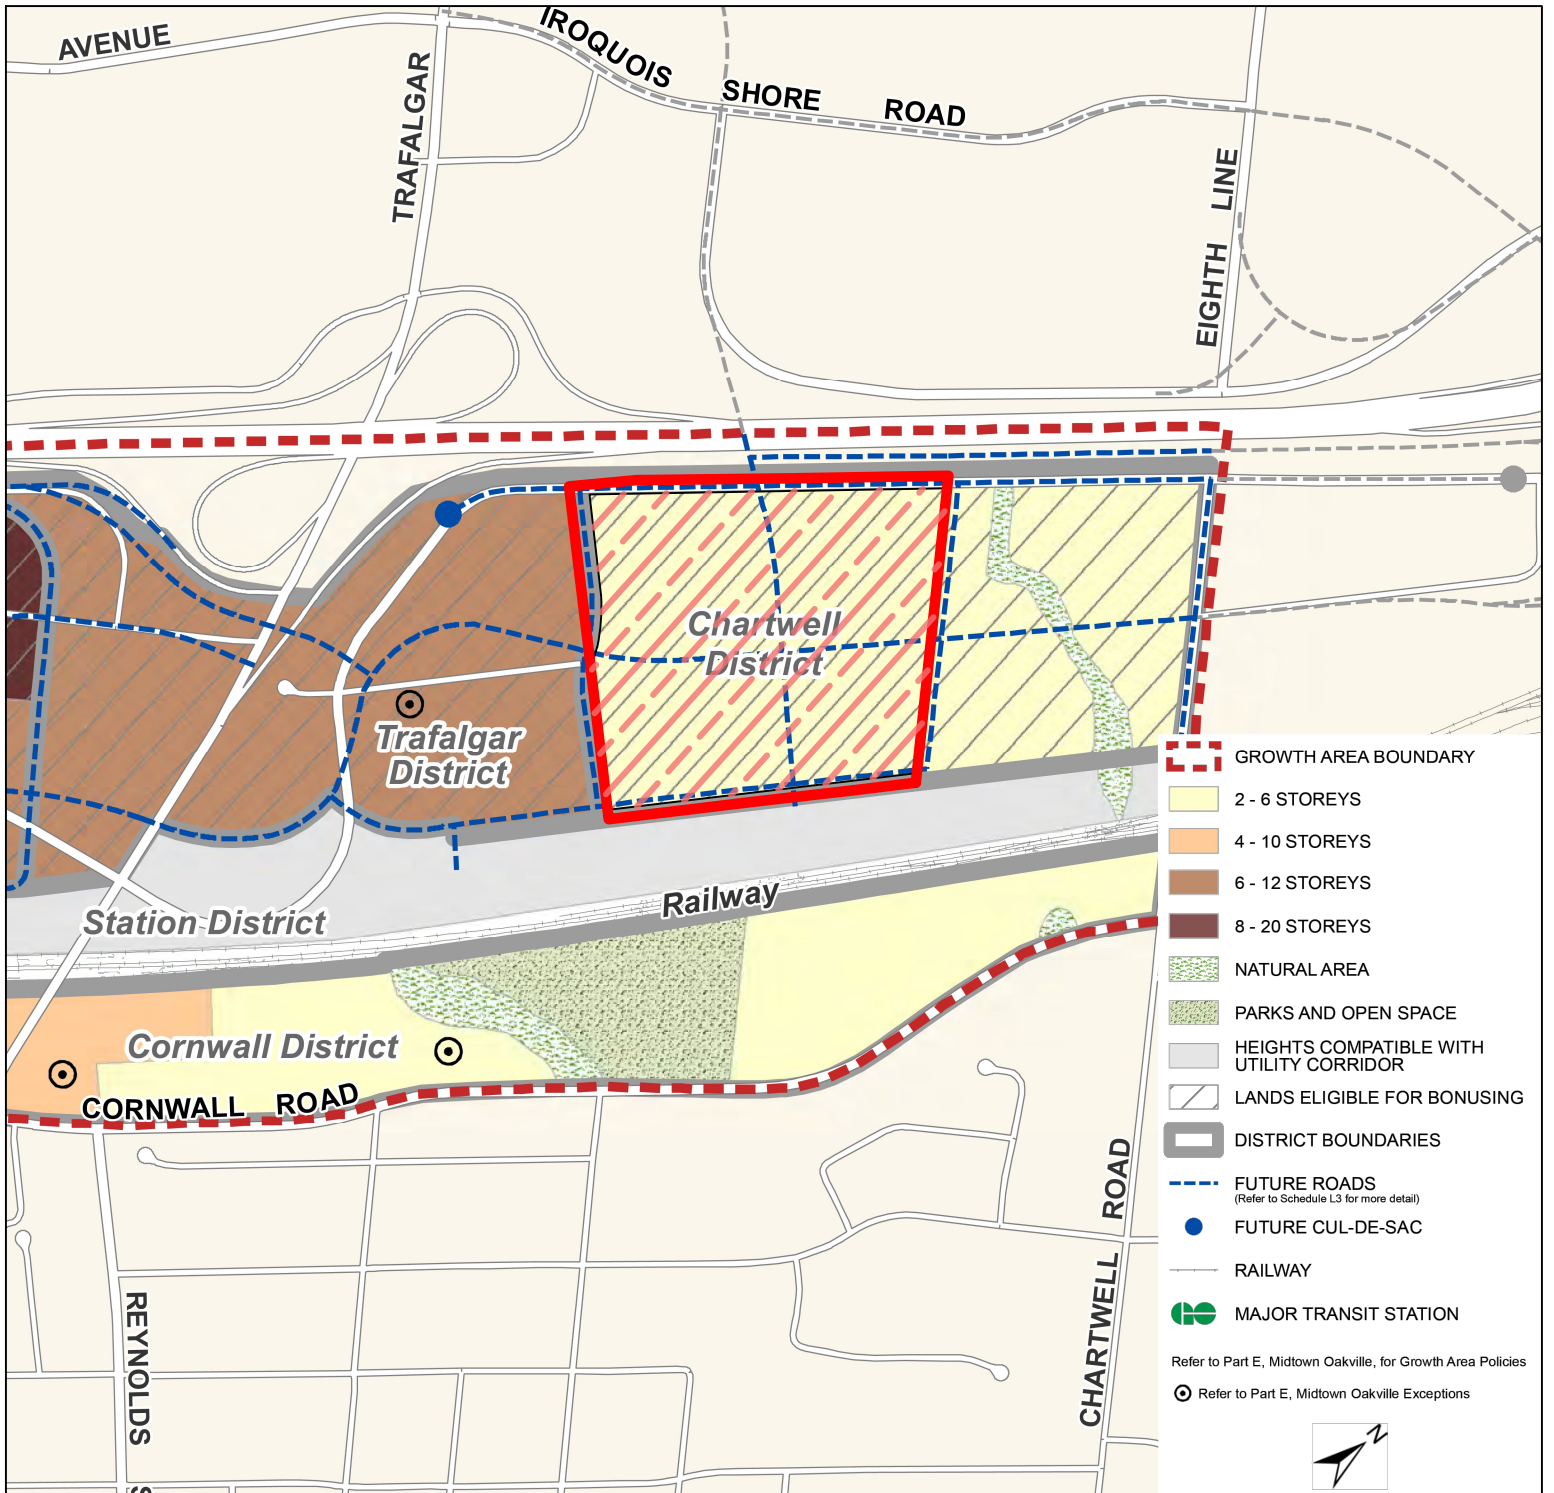 AVENUE
IROQUOIS
SHORE ROAD
TRAFALGAR
EIGHTH LINE
Chartwell
District
Trafalgar
District
Railway
Station District
Cornwall District
CORNWALL ROAD
REYNOLDS
S
CHARTWELL ROAD
GROWTH AREA BOUNDARY
2 - 6 STOREYS
4 - 10 STOREYS
6 - 12 STOREYS
8 - 20 STOREYS
NATURAL AREA
PARKS AND OPEN SPACE
HEIGHTS COMPATIBLE WITH
UTILITY CORRIDOR
LANDS ELIGIBLE FOR BONUSING
DISTRICT BOUNDARIES
FUTURE ROADS
(Refer to Schedule L3 for more detail)
FUTURE CUL-DE-SAC
RAILWAY
GO MAJOR TRANSIT STATION
Refer to Part E, Midtown Oakville, for Growth Area Policies
Refer to Part E, Midtown Oakville Exceptions
N